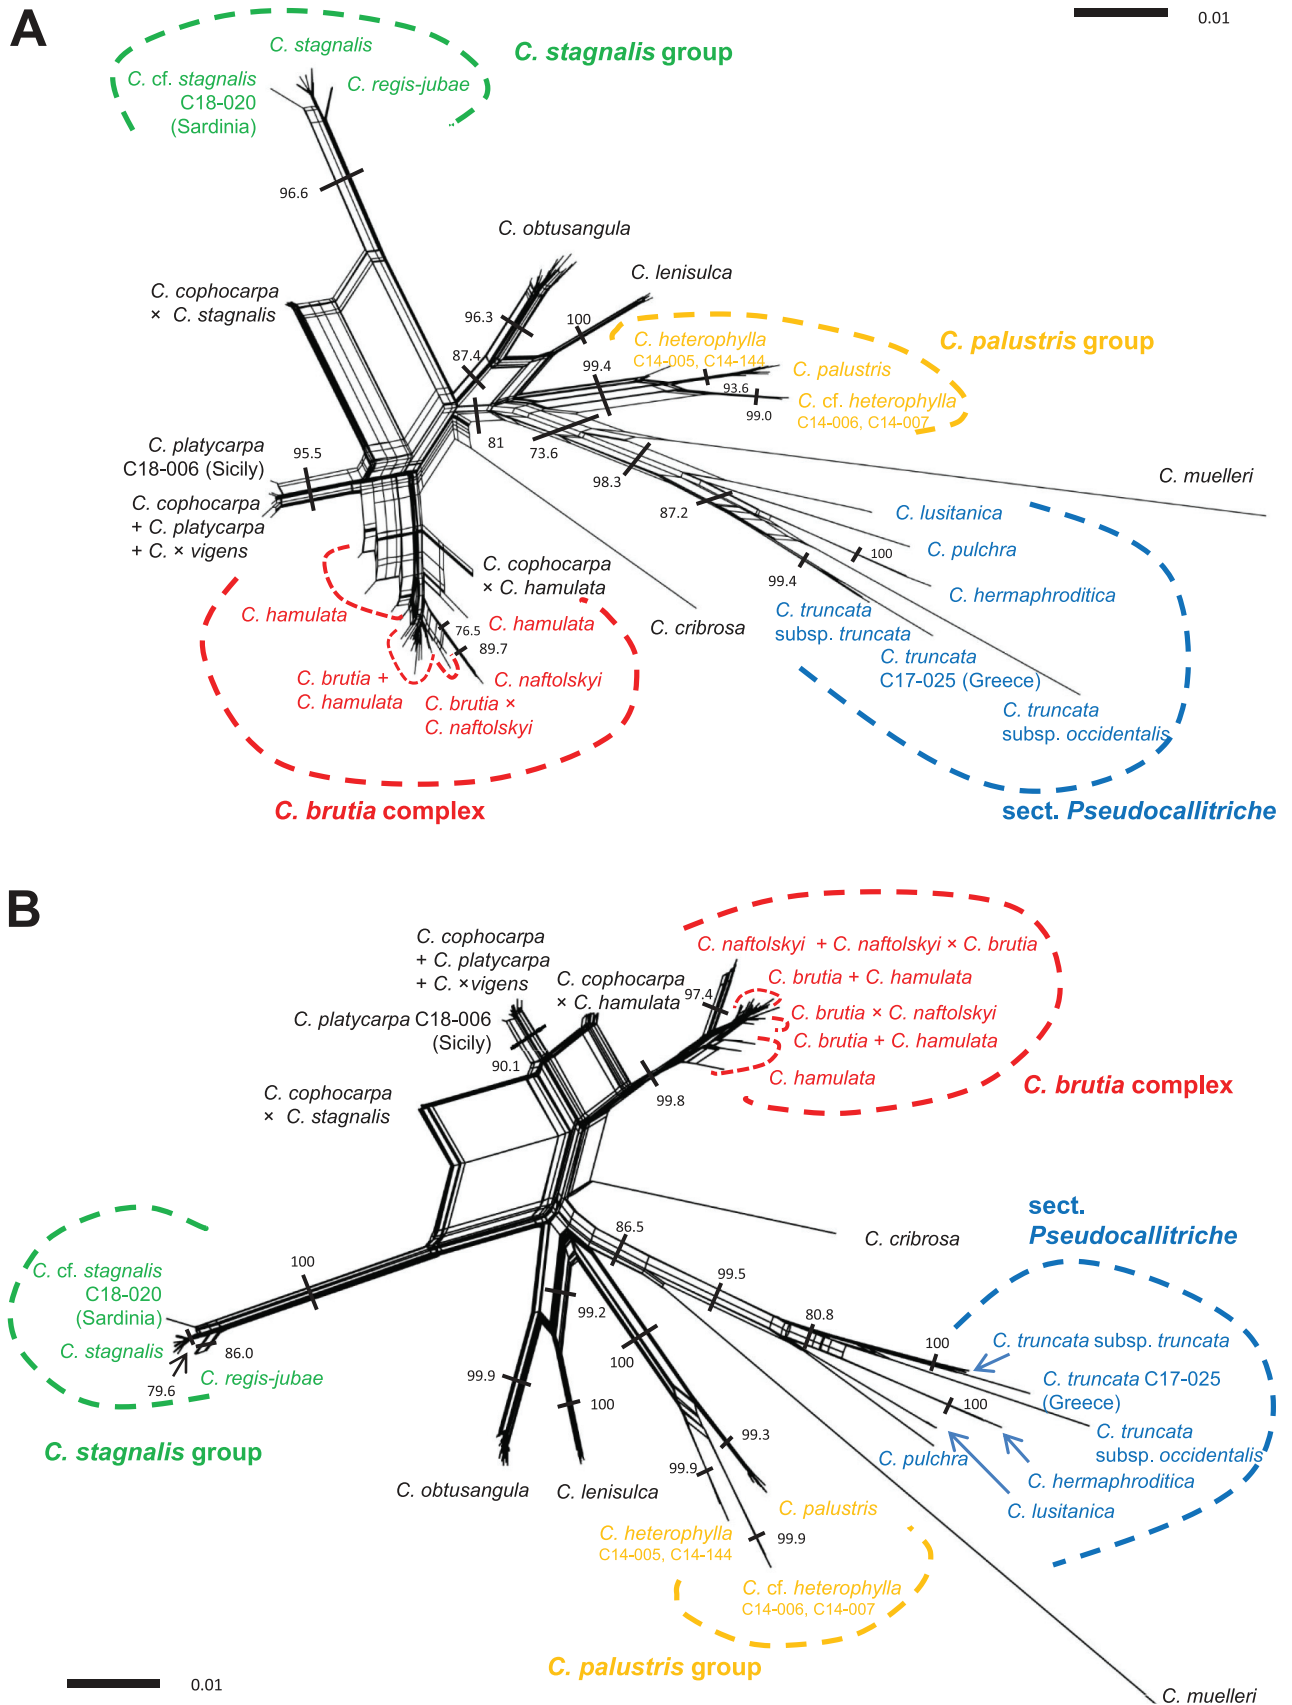 A
0.01
C. stagnalis
C. stagnalis group
C. cf. stagnalis
C18-020
(Sardinia)
C. regis-jubae
96.6
C. obtusangula
C. lenisulca
C. cophocarpa
× C. stagnalis
96.3
100
87.4
C. heterophylla
C14-005, C14-144
C. palustris group
99.4
C. palustris
93.6
C. cf. heterophylla
C14-006, C14-007
99.0
81
73.6
C. platycarpa
C18-006 (Sicily)
95.5
98.3
C. muelleri
C. cophocarpa
+ C. platycarpa
+ C. × vigens
87.2
C. lusitanica
C. pulchra
100
99.4
C. hermaphroditica
C. cophocarpa
× C. hamulata
C. hamulata
76.5
C. hamulata
89.7
C. cribrosa
C. truncata
subsp. truncata
C. truncata
C17-025 (Greece)
C. brutia +
C. hamulata
C. naftolskyi
C. brutia ×
C. naftolskyi
C. truncata
subsp. occidentalis
C. brutia complex
sect. Pseudocallitriche
B
C. cophocarpa
+ C. platycarpa
+ C. ×vigens
C. naftolskyi + C. naftolskyi × C. brutia
C. cophocarpa
× C. hamulata
97.4
C. brutia + C. hamulata
C. brutia × C. naftolskyi
C. platycarpa C18-006
(Sicily)
C. brutia + C. hamulata
90.1
C. hamulata
99.8
C. brutia complex
C. cophocarpa
× C. stagnalis
sect.
Pseudocallitriche
86.5
C. cribrosa
100
C. cf. stagnalis
C18-020
(Sardinia)
99.5
99.2
80.8
C. stagnalis
86.0
C. regis-jubae
79.6
100
100
C. truncata subsp. truncata
C. truncata C17-025
(Greece)
99.9
100
100
C. truncata
subsp. occidentalis
C. stagnalis group
99.3
C. pulchra
99.9
C. hermaphroditica
C. obtusangula
C. lenisulca
C. lusitanica
C. palustris
C. heterophylla
C14-005, C14-144
99.9
C. cf. heterophylla
C14-006, C14-007
C. palustris group
0.01
C. muelleri